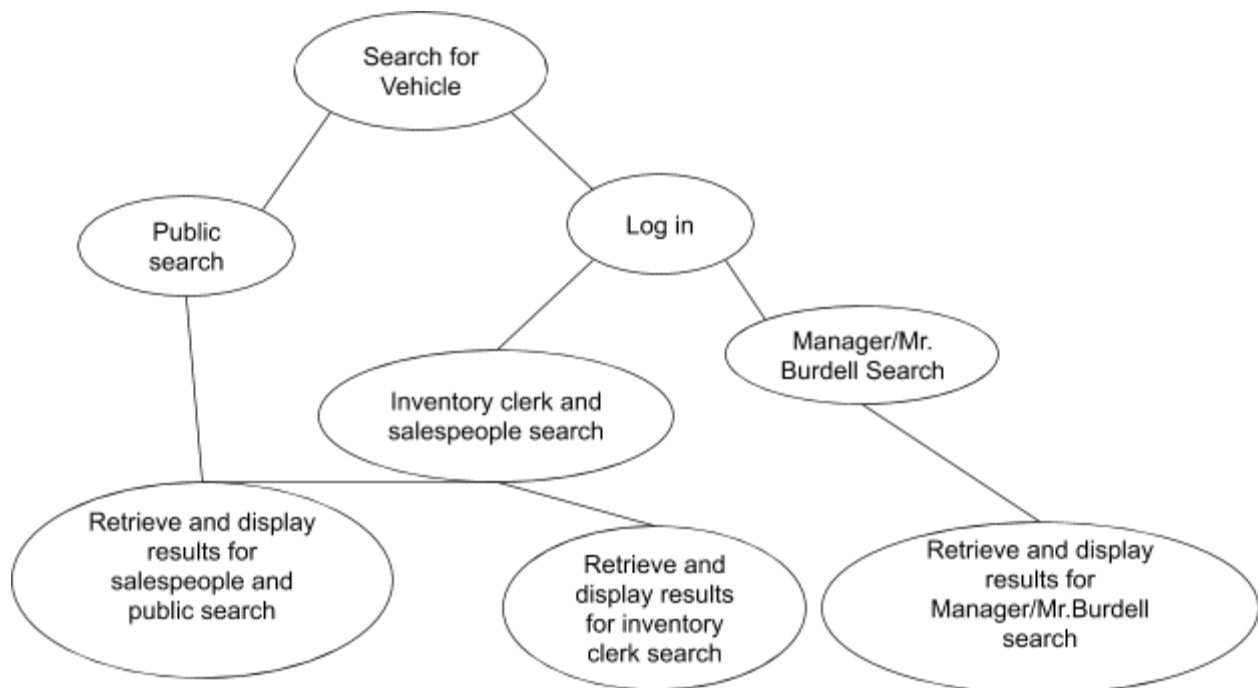 Search for
Vehicle
Public
search
Log in
Manager/Mr.
Burdell Search
Inventory clerk and
salespeople search
Retrieve and display
results for
salespeople and
public search
Retrieve and
display results
for inventory
clerk search
Retrieve and display
results for
Manager/Mr.Burdell
search